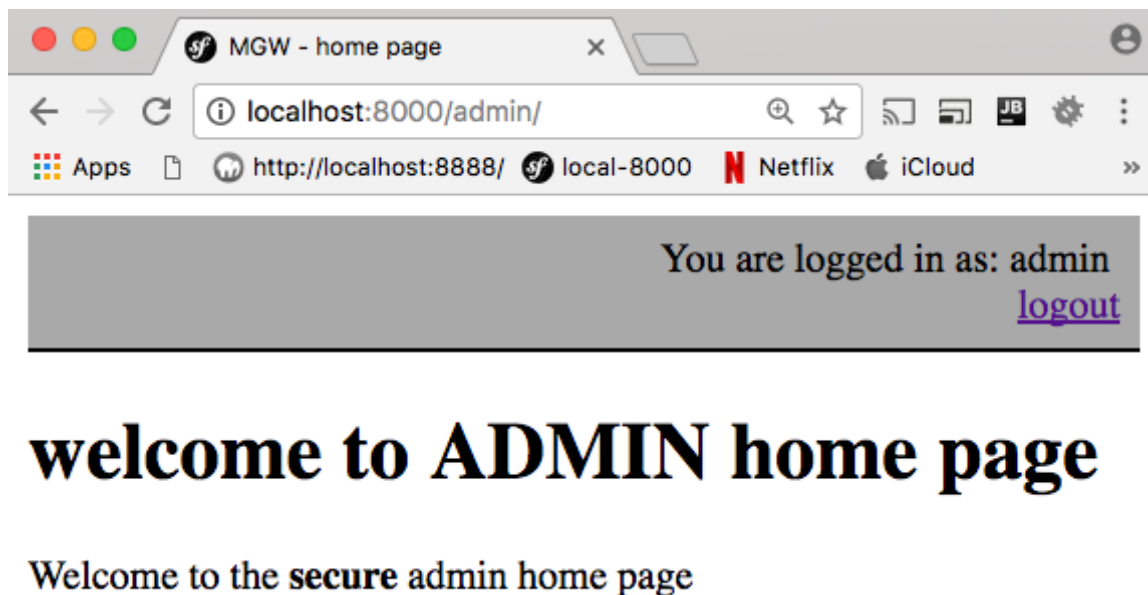 MGW - home page
localhost:8000/admin/
Apps http://localhost:8888/ local-8000 Netflix iCloud »
You are logged in as: admin
logout
welcome to ADMIN home page
Welcome to the secure admin home page